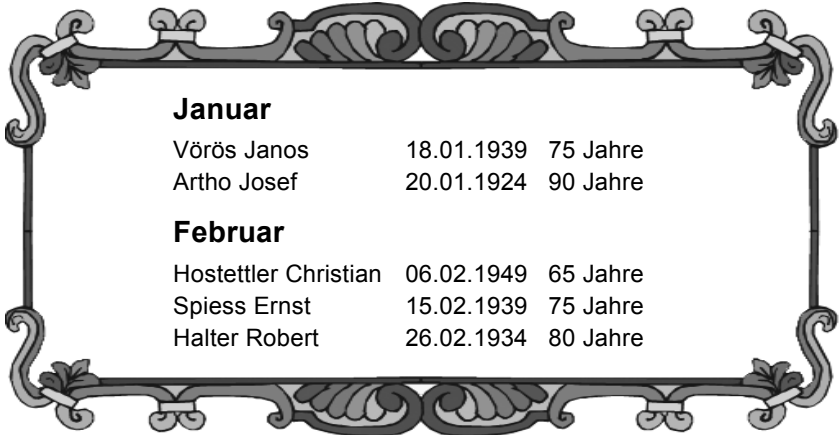 Januar
Vörös Janos 18.01.1939 75 Jahre
Artho Josef 20.01.1924 90 Jahre
Februar
Hostettler Christian 06.02.1949 65 Jahre
Spiess Ernst 15.02.1939 75 Jahre
Halter Robert 26.02.1934 80 Jahre